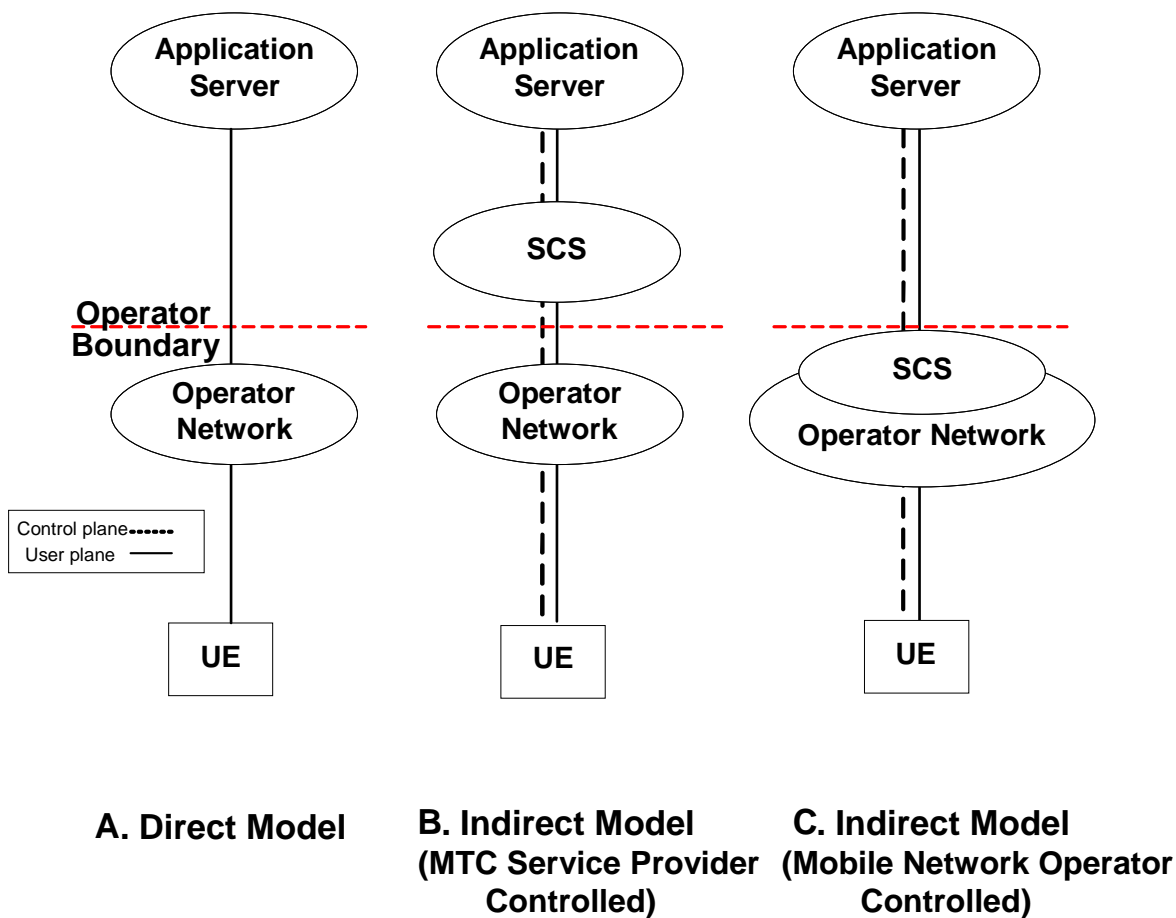 Application
Server
Application
Server
Application
Server
SCS
Operator
Boundary
SCS
Operator
Network
Operator
Network
Operator Network
Control plane
User plane
UE
UE
UE
A. Direct Model
B. Indirect Model
(MTC Service Provider
Controlled)
C. Indirect Model
(Mobile Network Operator
Controlled)